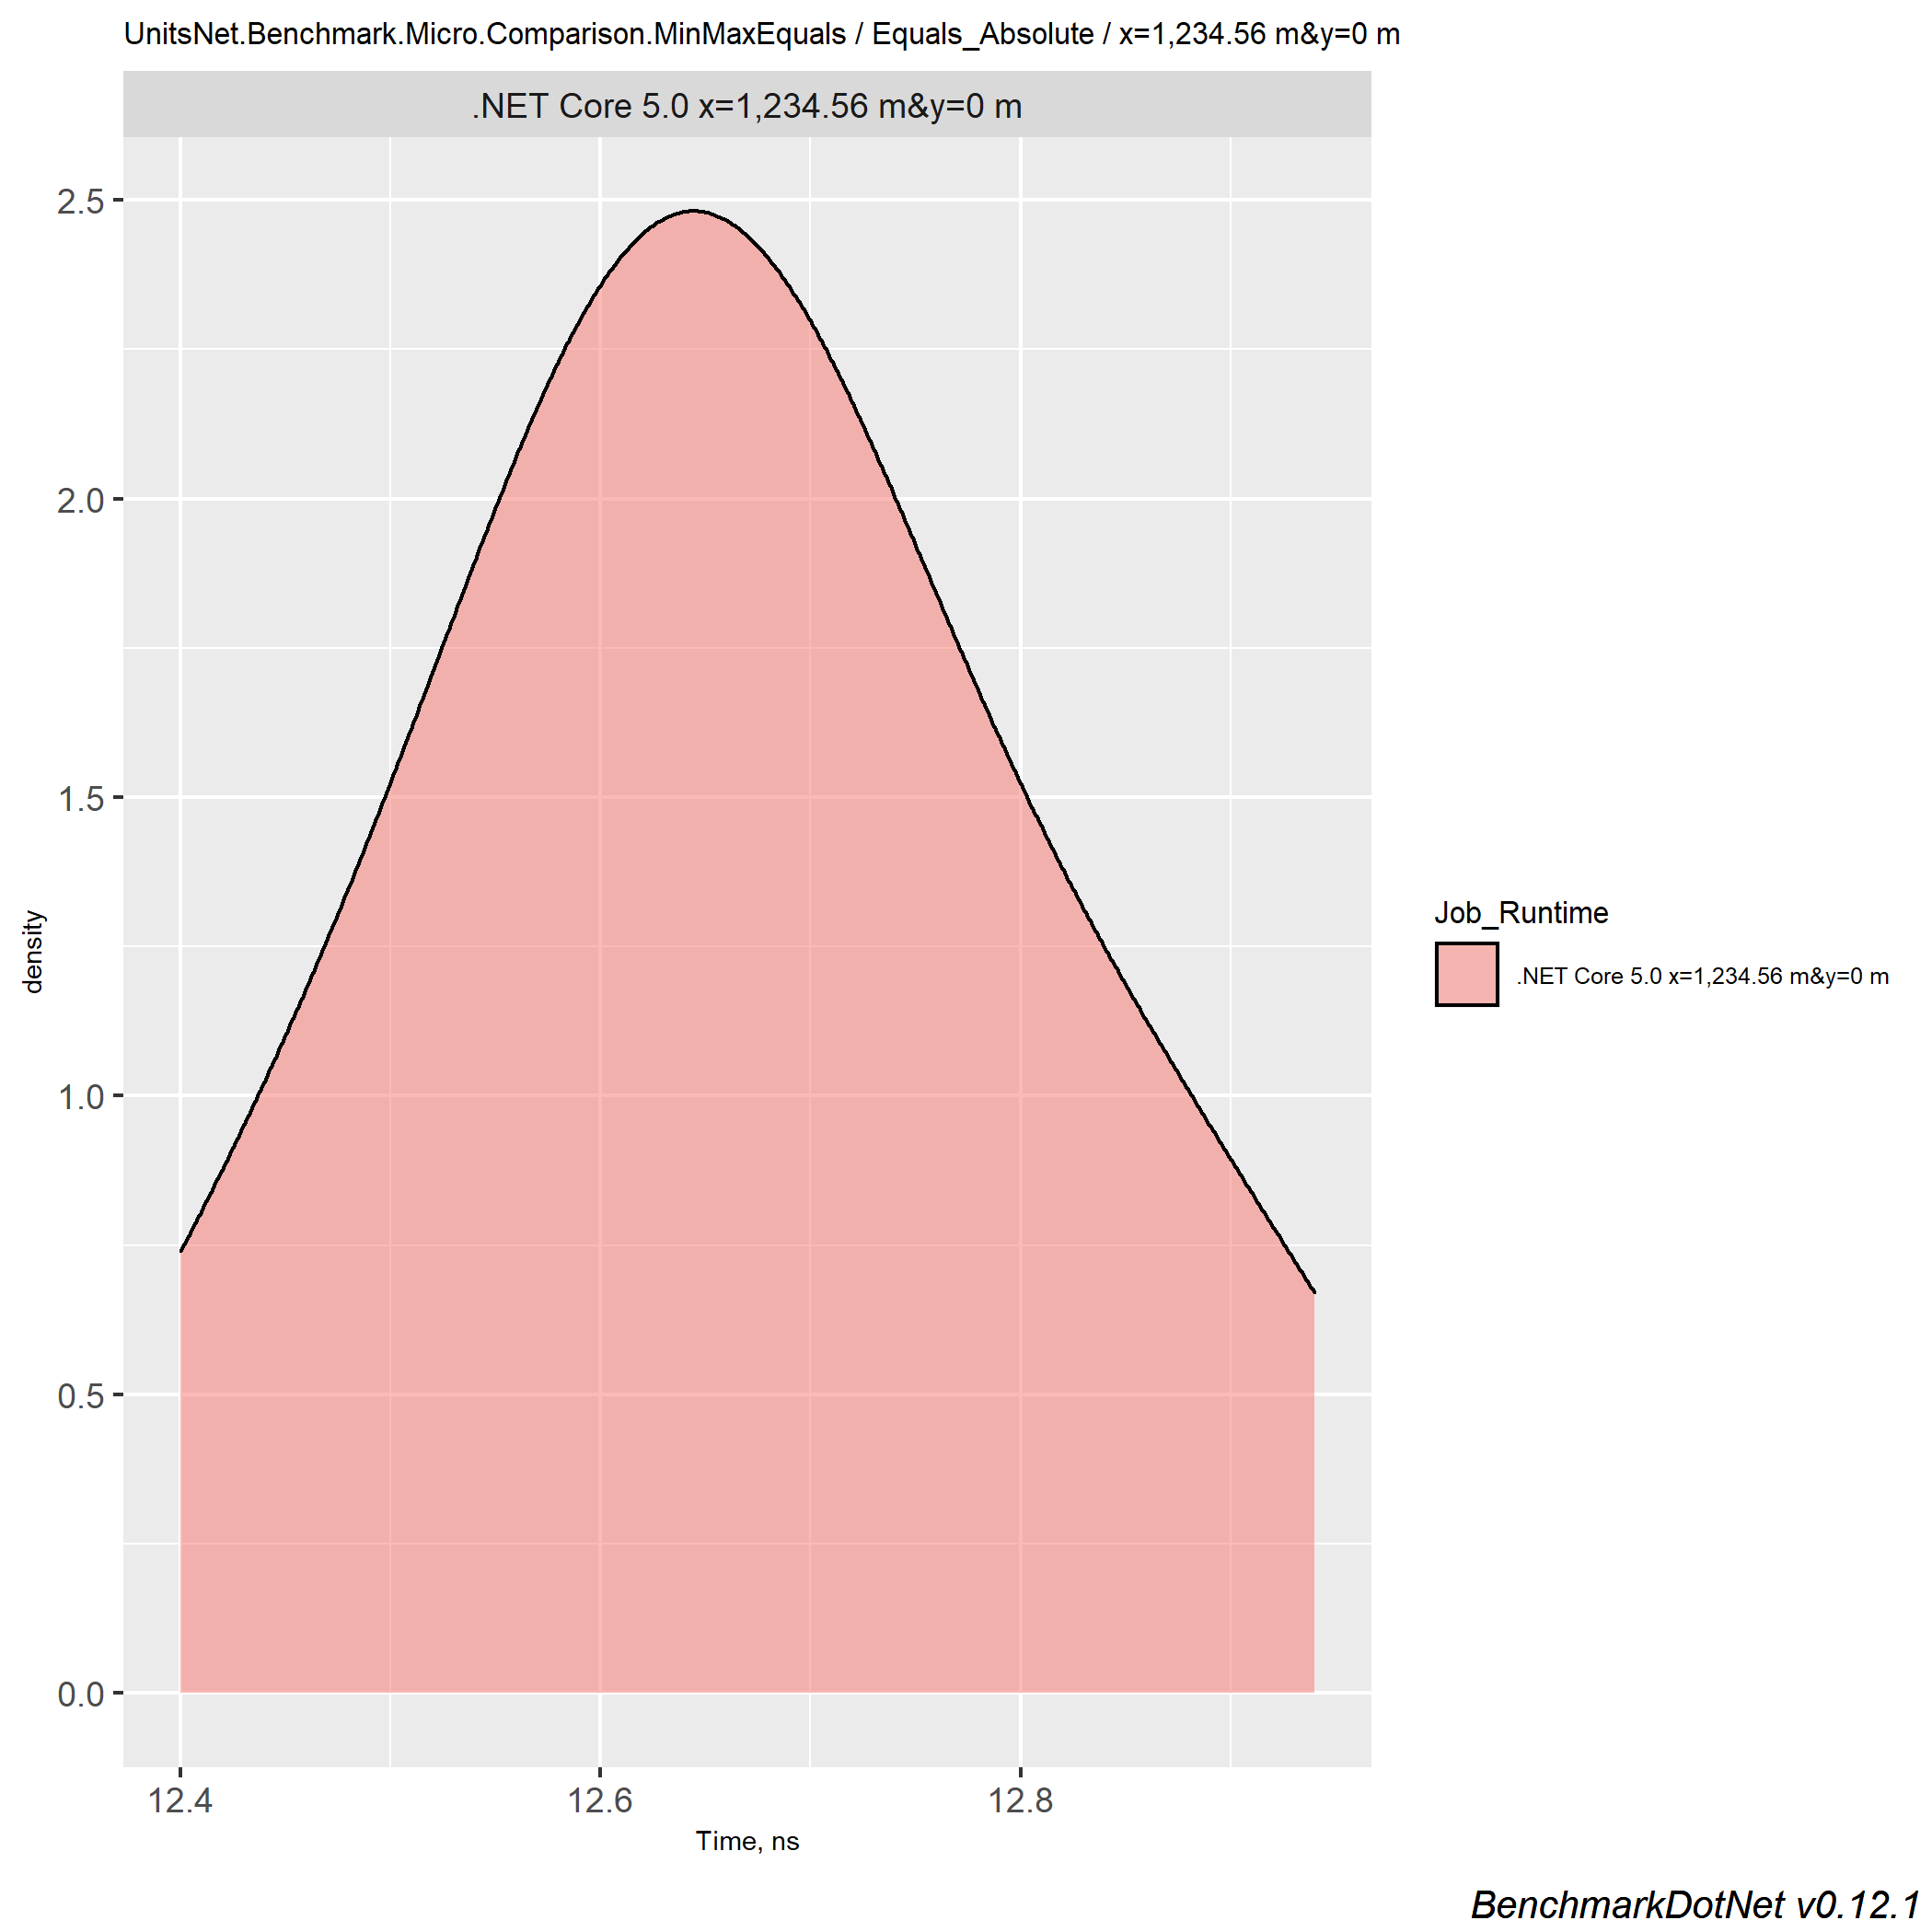 UnitsNet.Benchmark.Micro.Comparison.MinMaxEquals / Equals_Absolute / x=1,234.56 m&y=0 m
.NET Core 5.0 x=1,234.56 m&y=0 m
2.5
2.0
1.5
1.0
0.5
0.0
density
12.4 12.6 12.8
Time, ns
Job_Runtime
.NET Core 5.0 x=1,234.56 m&y=0 m
BenchmarkDotNet v0.12.1